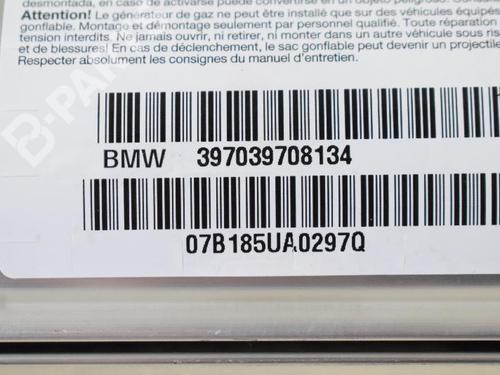 desmontada, en caso de activarse puede convertirse en un objeto peligroso.
Attention! Le générateur de gaz ne peut être installé que sur des véhicules équipés
gonflable. Montage et démontage seulement par personnel qualifié. Toute réparation
tension interdits. Ne jamais ouvrir, ni retirer, ni monter dans un autre véhicule sous ris
et de blessures! En cas de déclenchement, le sac gonflable peut devenir un projectile
Respecter absolument les consignes du manuel d'entretien.
B-PARTS
BMW 397039708134
07B185UA0297Q